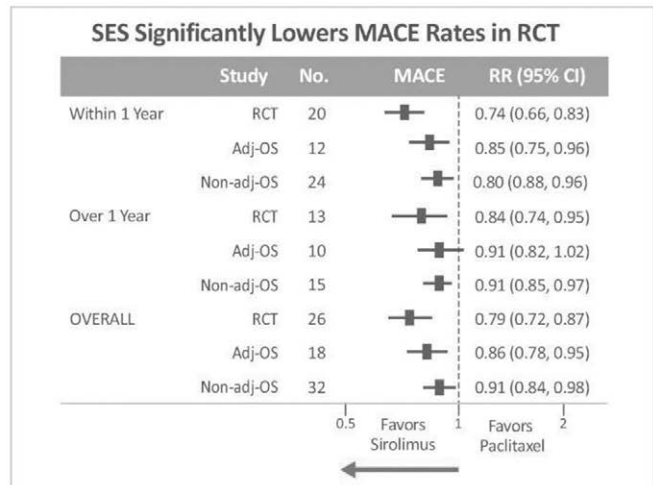 SES Significantly Lowers MACE Rates in RCT
Study No. MACE RR (95% CI)
Within 1 Year RCT 20 0.74 (0.66, 0.83)
Adj-OS 12 0.85 (0.75, 0.96)
Non-adj-OS 24 0.80 (0.88, 0.96)
Over 1 Year RCT 13 0.84 (0.74, 0.95)
Adj-OS 10 0.91 (0.82, 1.02)
Non-adj-OS 15 0.91 (0.85, 0.97)
OVERALL RCT 26 0.79 (0.72, 0.87)
Adj-OS 18 0.86 (0.78, 0.95)
Non-adj-OS 32 0.91 (0.84, 0.98)
0.5 Favors 1 Favors 2
Sirolimus Paclitaxel